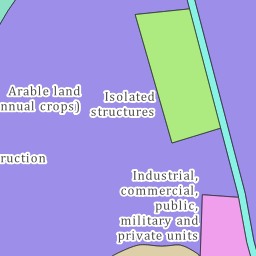 Arable land
nnual crops)
Isolated
structures
ruction
Industrial,
commercial,
public,
military and
private units